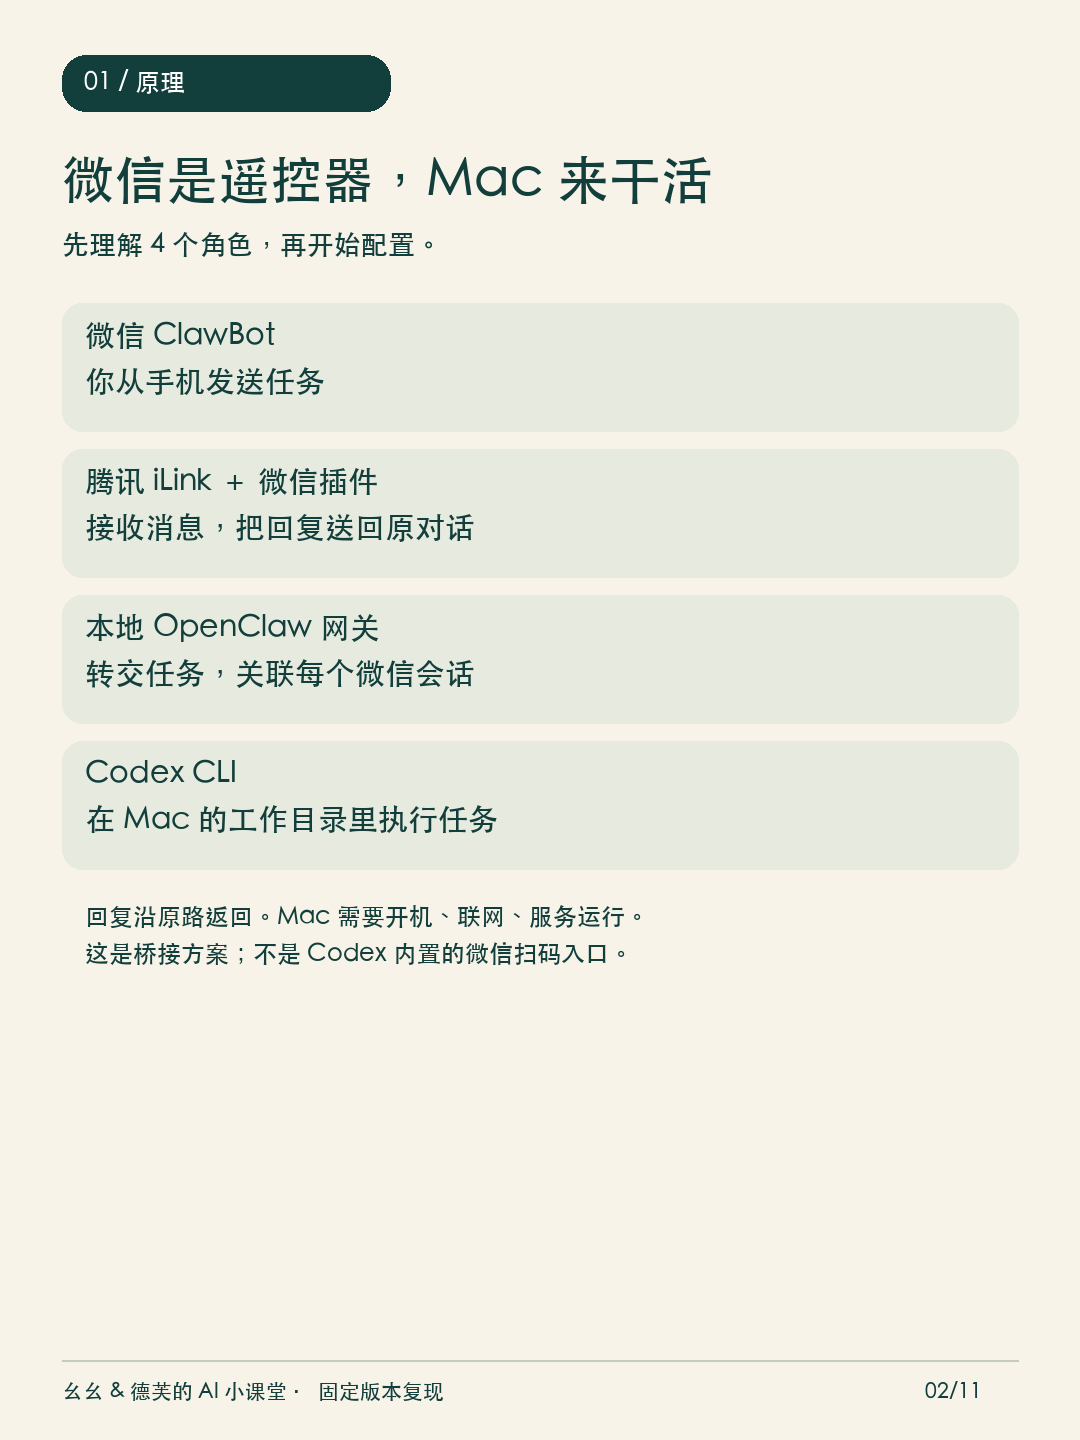 01 / 原理
微信是遥控器，Mac 来干活
先理解 4 个角色，再开始配置。
微信 ClawBot
你从手机发送任务
腾讯 iLink + 微信插件
接收消息，把回复送回原对话
本地 OpenClaw 网关
转交任务，关联每个微信会话
Codex CLI
在 Mac 的工作目录里执行任务
回复沿原路返回。Mac 需要开机、联网、服务运行。
这是桥接方案；不是 Codex 内置的微信扫码入口。
幺幺 & 德芙的 AI 小课堂 · 固定版本复现
02/11